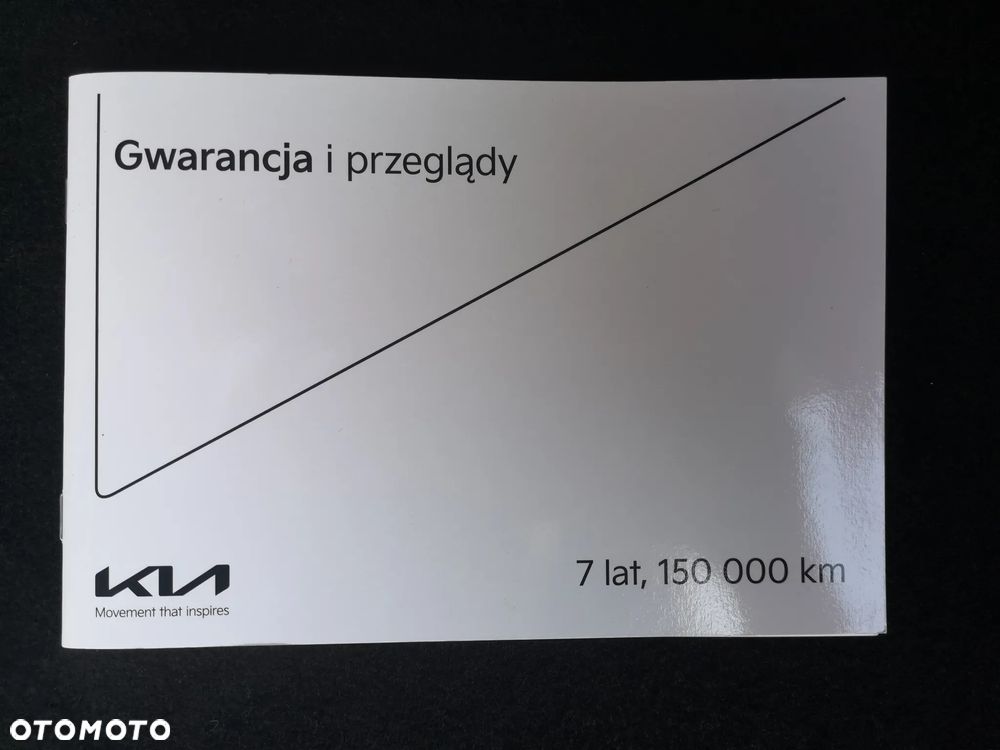 Gwarancja i przeglądy
KIA
Movement that inspires
7 lat, 150 000 km
OTOMOTO